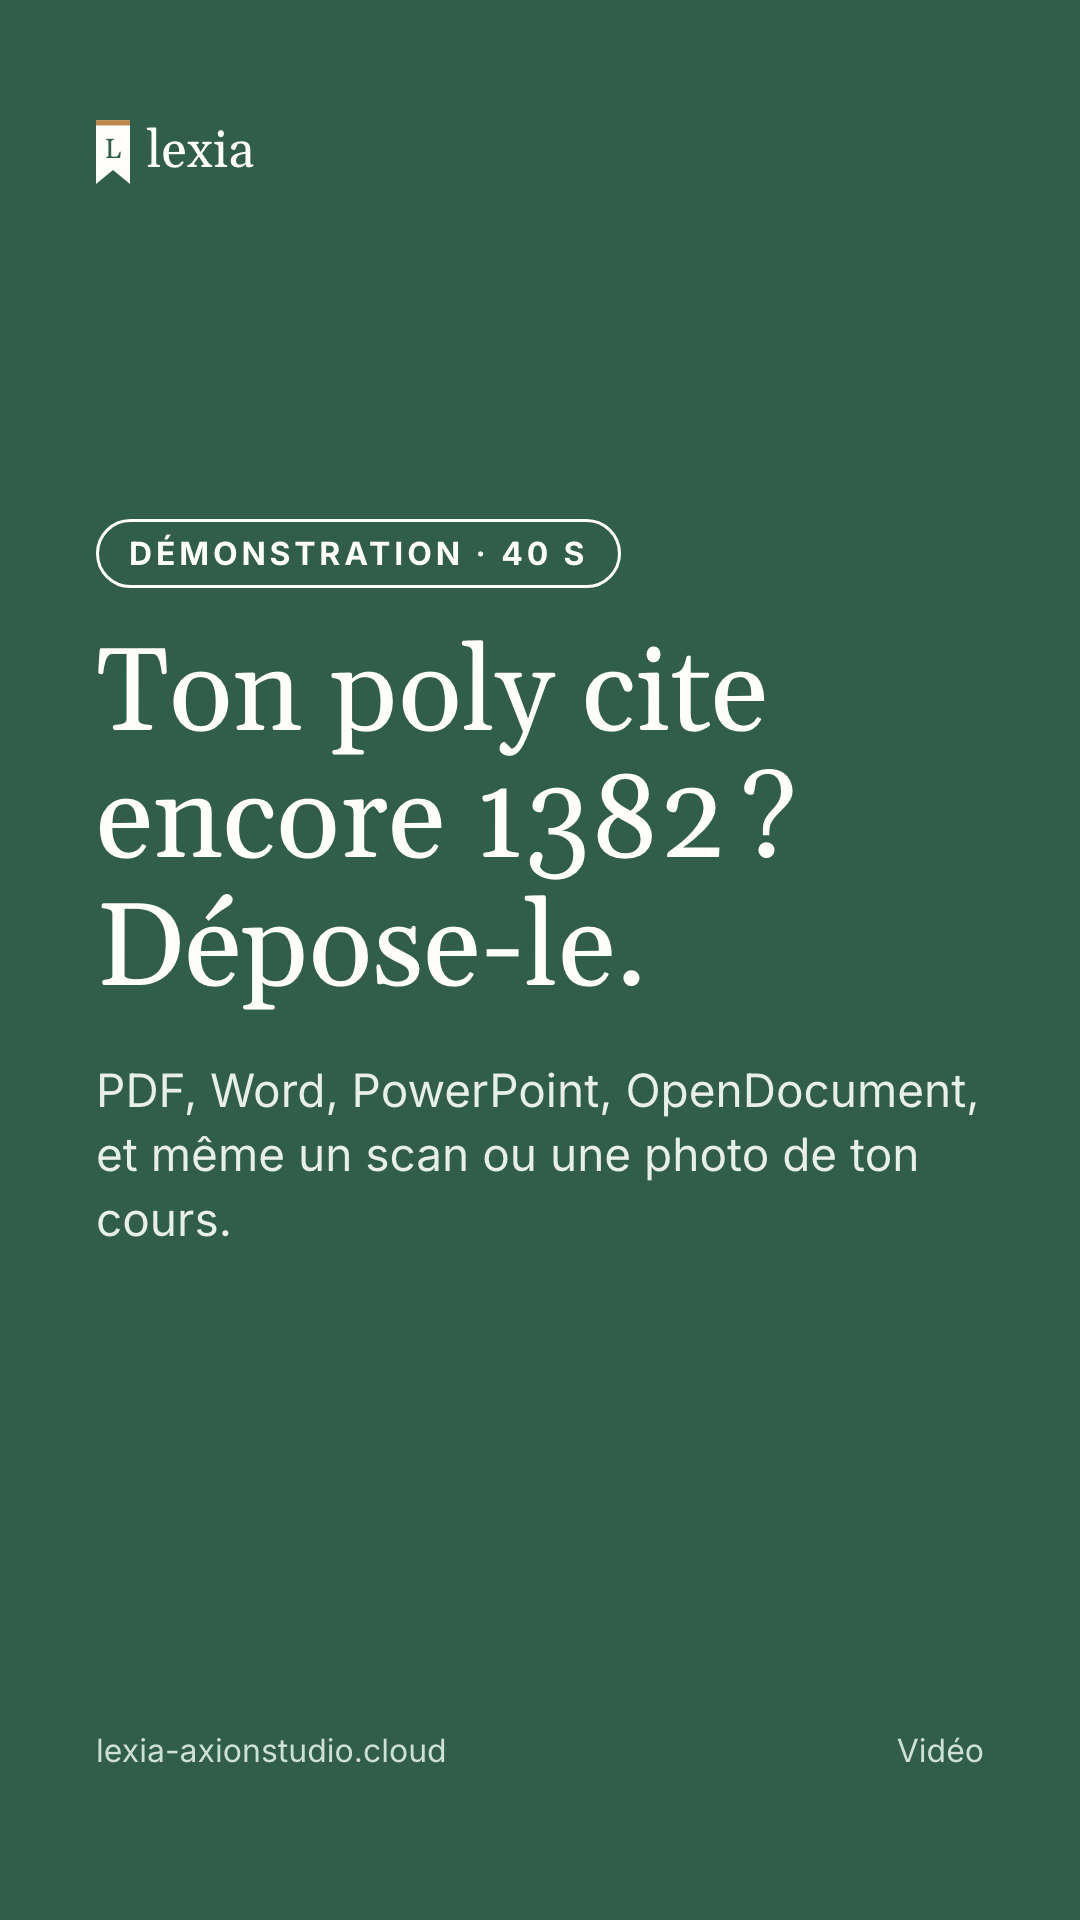 L lexia
DÉMONSTRATION · 40 S
Ton poly cite
encore 1382 ?
Dépose-le.
PDF, Word, PowerPoint, OpenDocument,
et même un scan ou une photo de ton
cours.
lexia-axionstudio.cloud
Vidéo